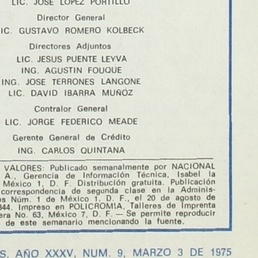 LIC. JOSE LOPEZ PORTILLO
Director General
LIC. GUSTAVO ROMERO KOLBECK
Directores Adjuntos
LIC. JESUS PUENTE LEYVA
ING. AGUSTIN FOUQUE
ING. JOSE TERRONES LANGONE
LIC. DAVID IBARRA MUÑOZ
Contralor General
LIC. JORGE FEDERICO MEADE
Gerente General de Crédito
ING. CARLOS QUINTANA
VALORES: Publicado semanalmente por NACIONAL
A., Gerencia de Información Técnica, Isabel la
México 1, D. F. Distribución gratuita. Publicación
correspondencia de segunda clase en la Adminis-
s Núm. 1 de México 1, D. F., el 20 de agosto de
344. Impreso en POLICROMIA, Talleres de Imprenta
era No. 63, México 7, D. F. — Se permite reproducir
o de este semanario mencionando la fuente.
S, AÑO XXXV, NUM. 9, MARZO 3 DE 1975